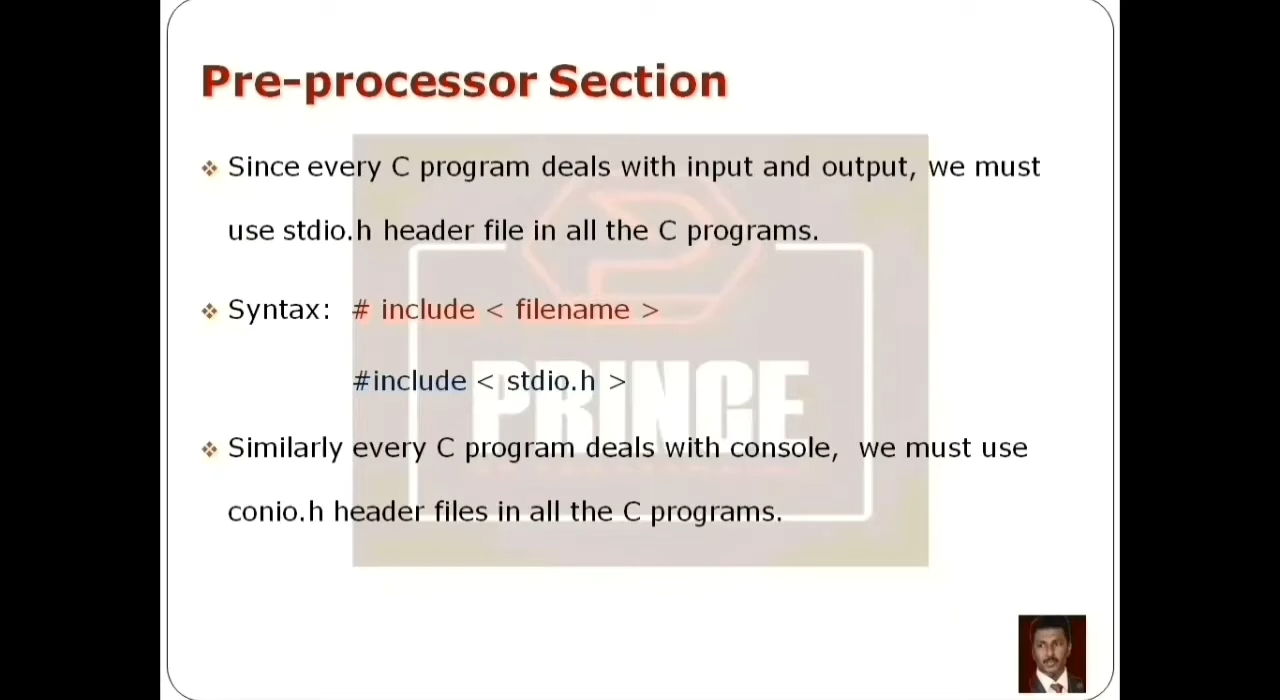 Pre-processor Section
Since every C program deals with input and output, we must
use stdio.h header file in all the C programs.
Syntax: # include < filename >
#include < stdio.h >
PRINCE
Similarly every C program deals with console, we must use
conio.h header files in all the C programs.